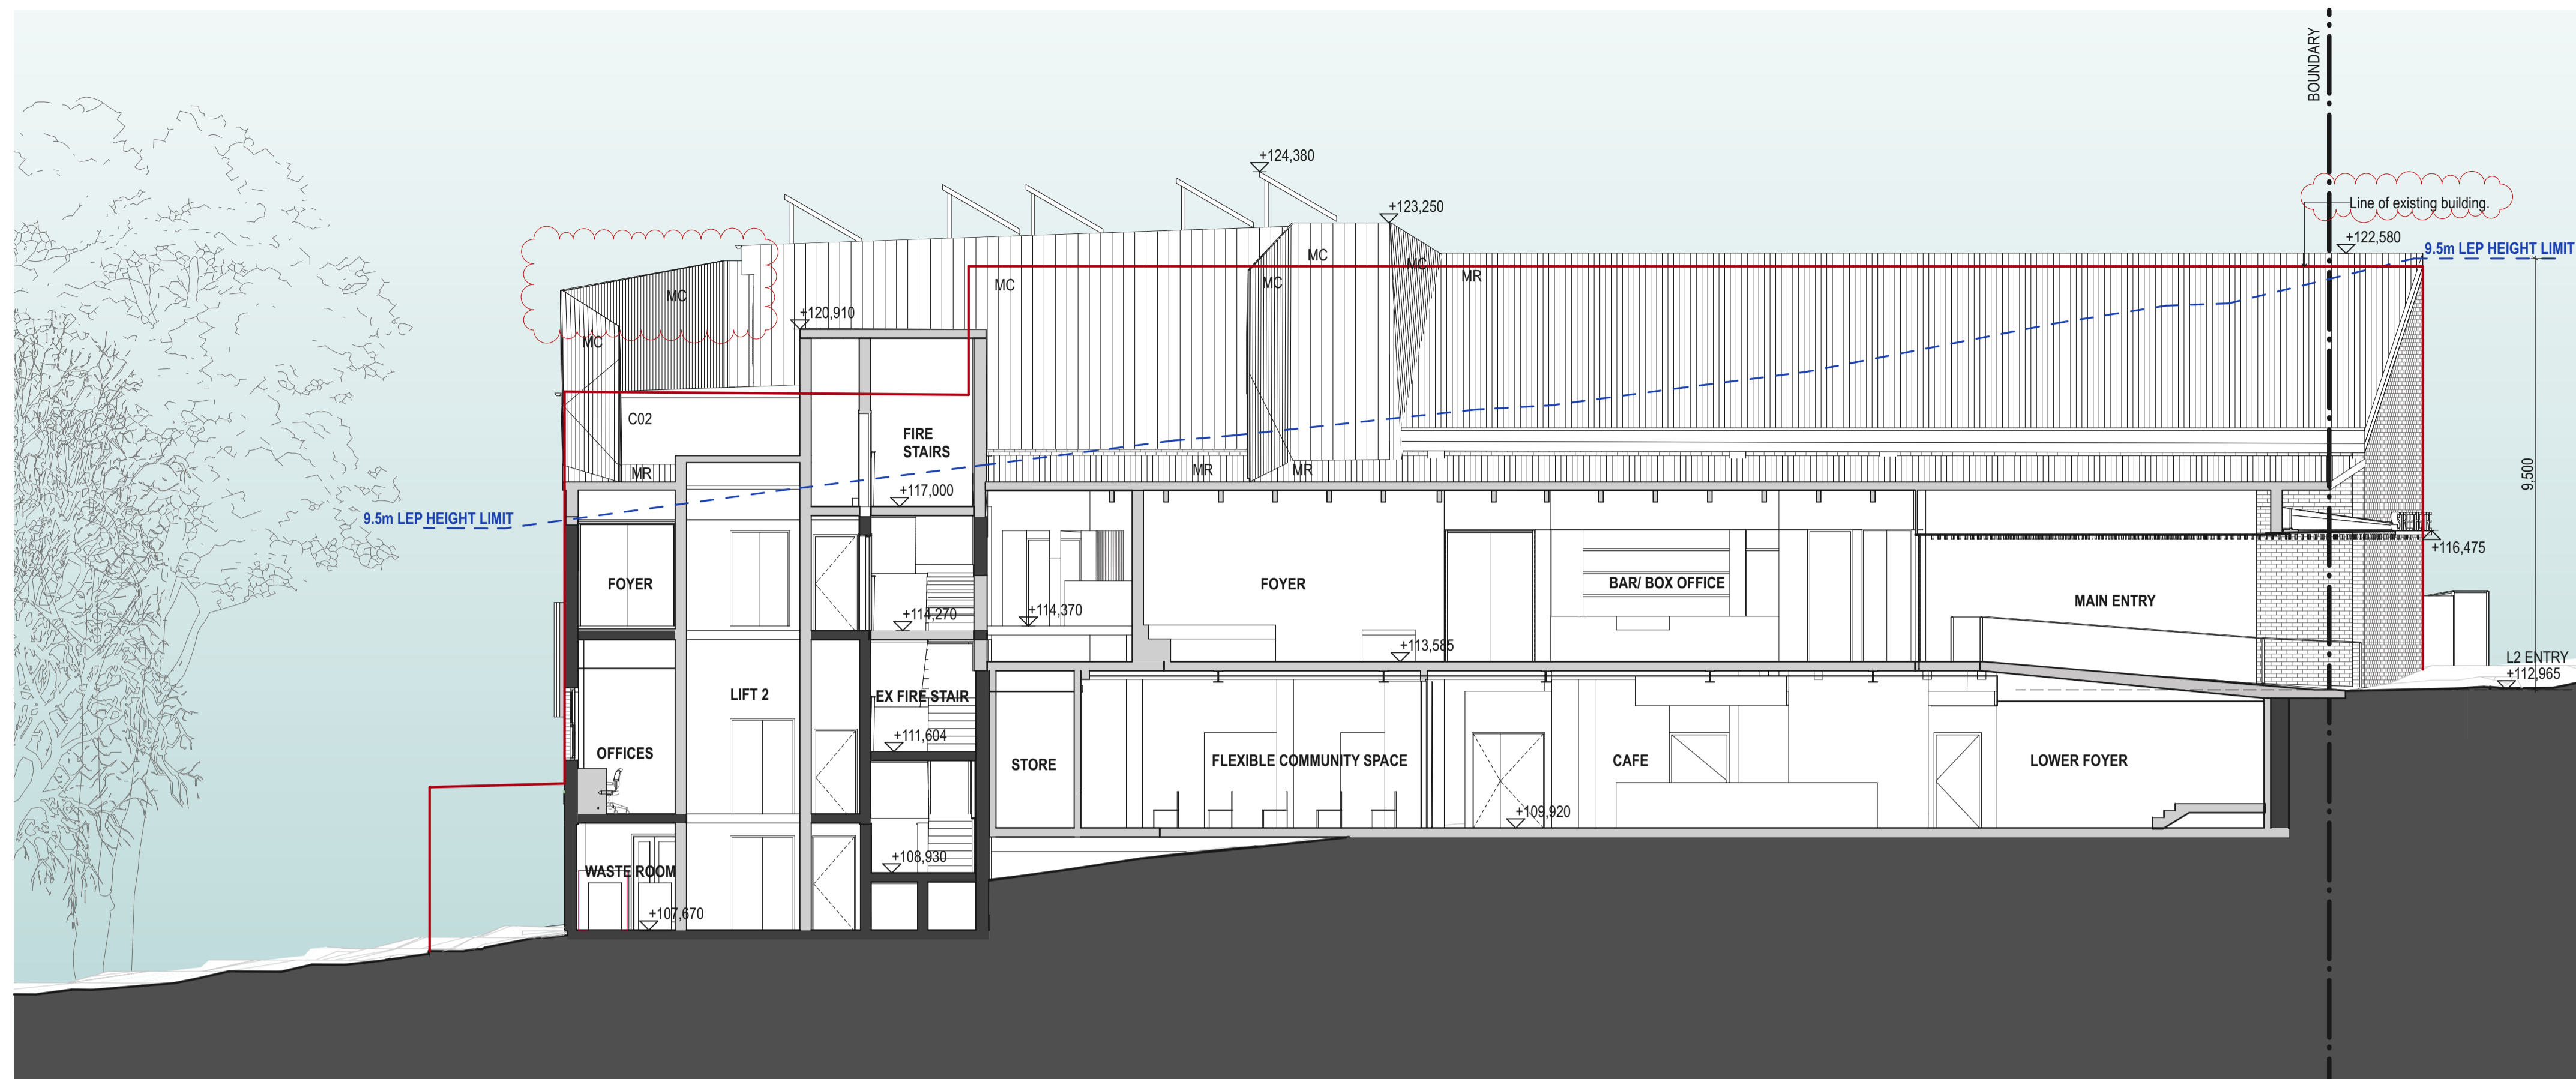 BOUNDARY
+124,380
Line of existing building.
+123,250
+122,580
9.5m LEP HEIGHT LIMIT
MC
MC
MC
MR
MC
MC
MC
+120,910
C02
FIRE
STAIRS
MR
MR
MR
9,500
+117,000
9.5m LEP HEIGHT LIMIT
+116,475
FOYER
FOYER
BAR/ BOX OFFICE
MAIN ENTRY
+114,270
+114,370
+113,585
L2 ENTRY
+112,965
LIFT 2
EX FIRE STAIR
+111,604
OFFICES
STORE
FLEXIBLE COMMUNITY SPACE
CAFE
LOWER FOYER
+109,920
+108,930
WASTE ROOM
+107,670